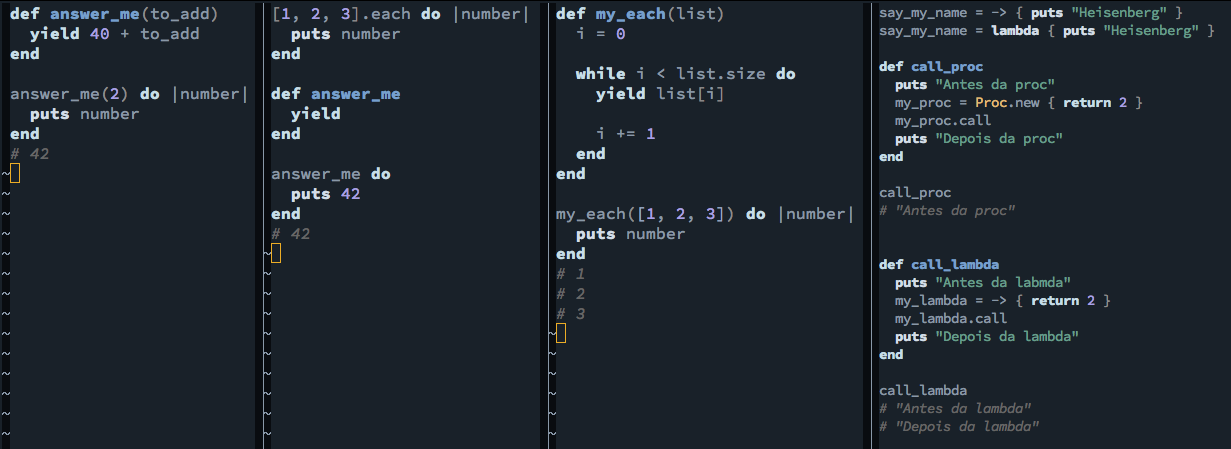 def answer_me(to_add)
  yield 40 + to_add
end

answer_me(2) do |number|
  puts number
end
# 42
~
~
~
~
~
~
~
~
~
~
~
~
~
~
[1, 2, 3].each do |number|
  puts number
end

def answer_me
  yield
end

answer_me do
  puts 42
end
# 42
~
~
~
~
~
~
~
~
~
~
def my_each(list)
  i = 0

  while i < list.size do
    yield list[i]

    i += 1
  end
end

my_each([1, 2, 3]) do |number|
  puts number
end
# 1
# 2
# 3
~
~
~
~
~
~
say_my_name = -> { puts "Heisenberg" }
say_my_name = lambda { puts "Heisenberg" }

def call_proc
  puts "Antes da proc"
  my_proc = Proc.new { return 2 }
  my_proc.call
  puts "Depois da proc"
end

call_proc
# "Antes da proc"

def call_lambda
  puts "Antes da labmda"
  my_lambda = -> { return 2 }
  my_lambda.call
  puts "Depois da lambda"
end

call_lambda
# "Antes da lambda"
# "Depois da lambda"